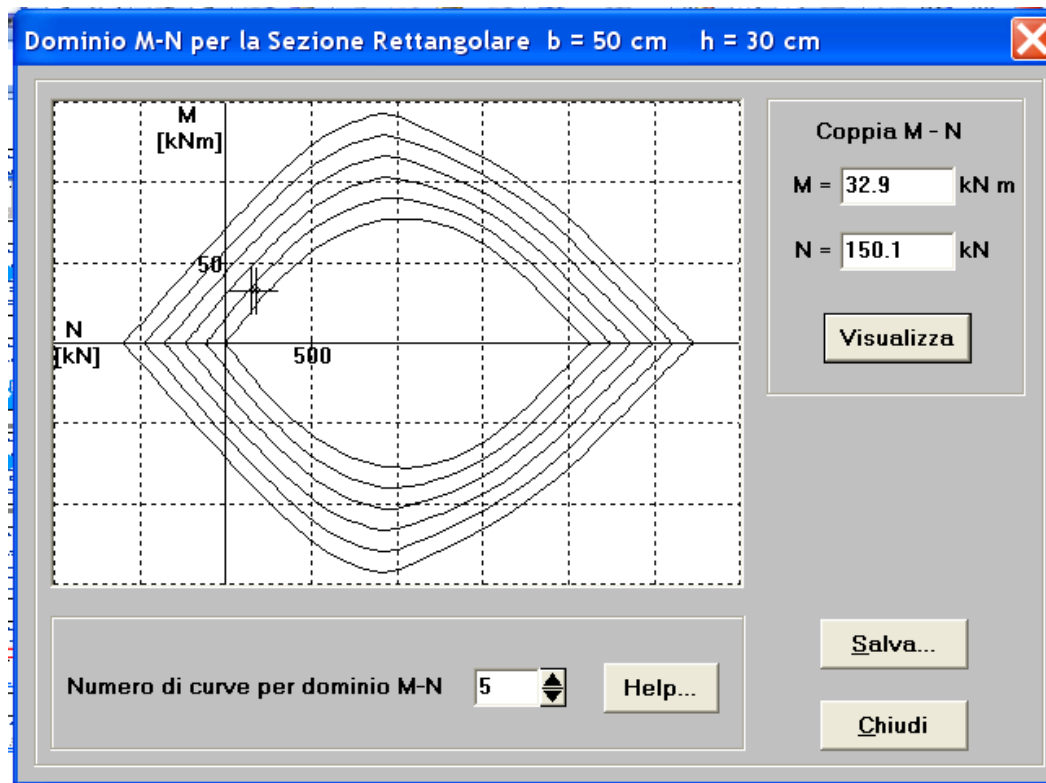 Dominio M-N per la Sezione Rettangolare b = 50 cm h = 30 cm
M
[kNm]
50
N
[kN]
500
Coppia M - N
M = 32.9 kN m
N = 150.1 kN
Visualizza
Numero di curve per dominio M-N 5 Help...
Salva...
Chiudi